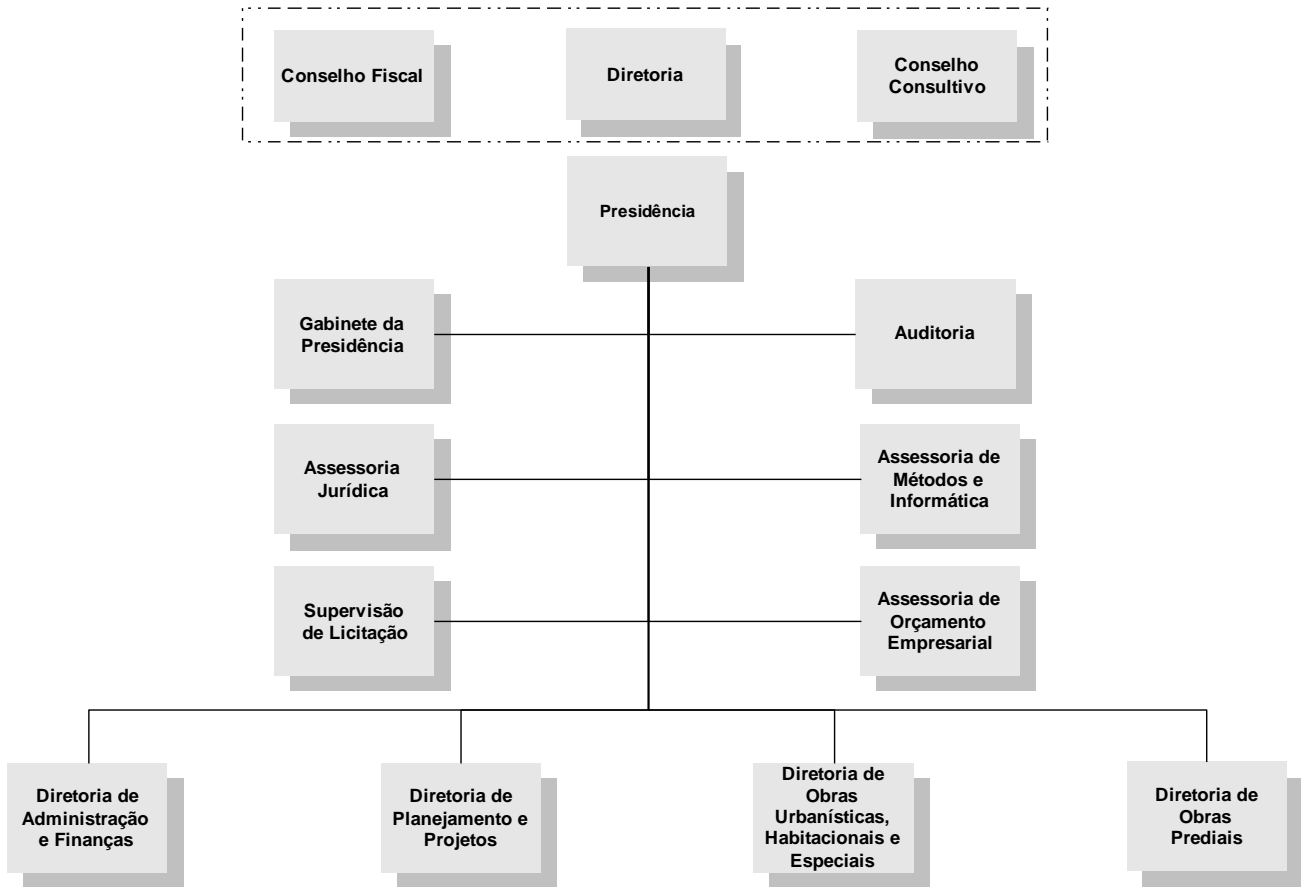 Conselho Fiscal
Diretoria
Conselho
Consultivo
Presidência
Gabinete da
Presidência
Auditoria
Assessoria
Jurídica
Assessoria de
Métodos e
Informática
Supervisão
de Licitação
Assessoria de
Orçamento
Empresarial
Diretoria de
Administração
e Finanças
Diretoria de
Planejamento e
Projetos
Diretoria de
Obras
Urbanísticas,
Habitacionais e
Especiais
Diretoria de
Obras
Prediais